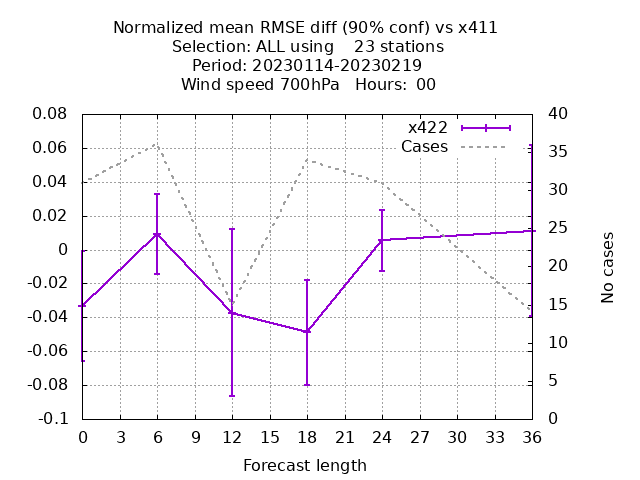 Normalized mean RMSE diff (90% conf) vs x411
Selection: ALL using    23 stations
Period: 20230114-20230219
Wind speed 700hPa   Hours:  00
x422
Cases
0.08
0.06
0.04
0.02
0
-0.02
-0.04
-0.06
-0.08
-0.1
40
35
30
25
20
15
10
5
0
No cases
0 3 6 9 12 15 18 21 24 27 30 33 36
Forecast length